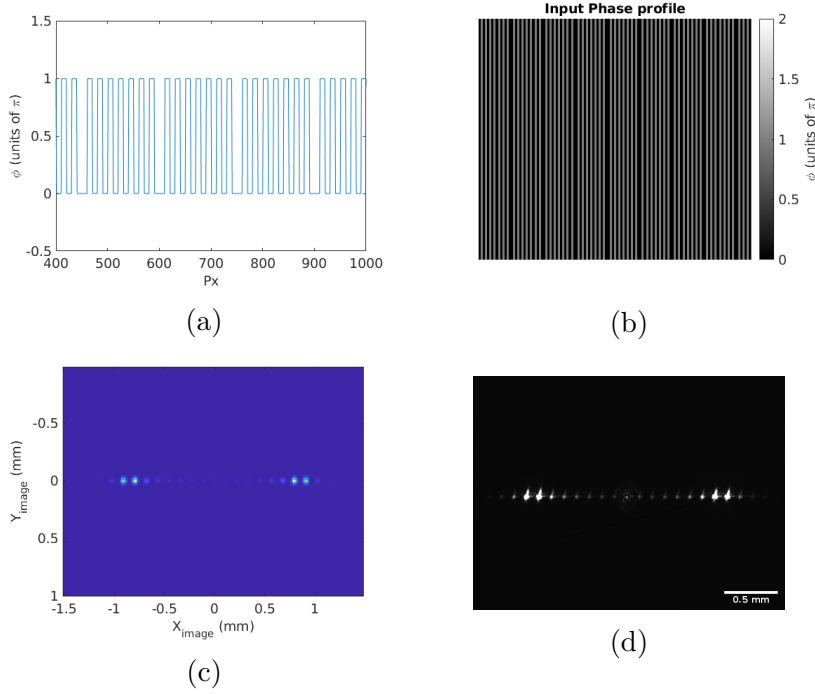 1.5
1
0.5
0
-0.5
ϕ (units of π)
400 500 600 700 800 900 1000
Px
(a)
Input Phase profile
2
1.5
1
0.5
0
ϕ (units of π)
(b)
-0.5
0
0.5
1
Y_image (mm)
-1.5 -1 -0.5 0 0.5 1
X_image (mm)
(c)
0.5 mm
(d)